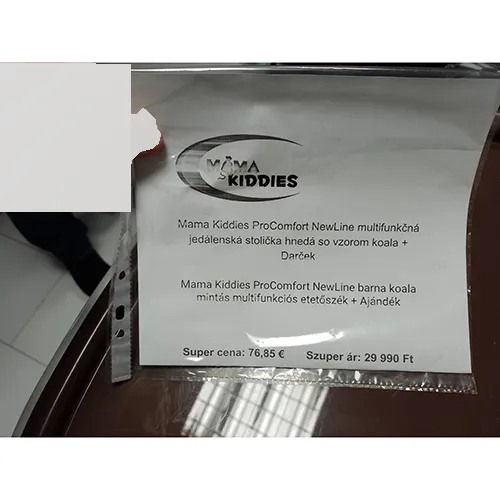 MAMA
KIDDIES
Mama Kiddies ProComfort NewLine multifunkčná
jedálenská stolička hnedá so vzorom koala +
Darček
Mama Kiddies ProComfort NewLine barna koala
mintás multifunkciós etetőszék + Ajándék
Super cena: 76,85 € Szuper ár: 29 990 Ft